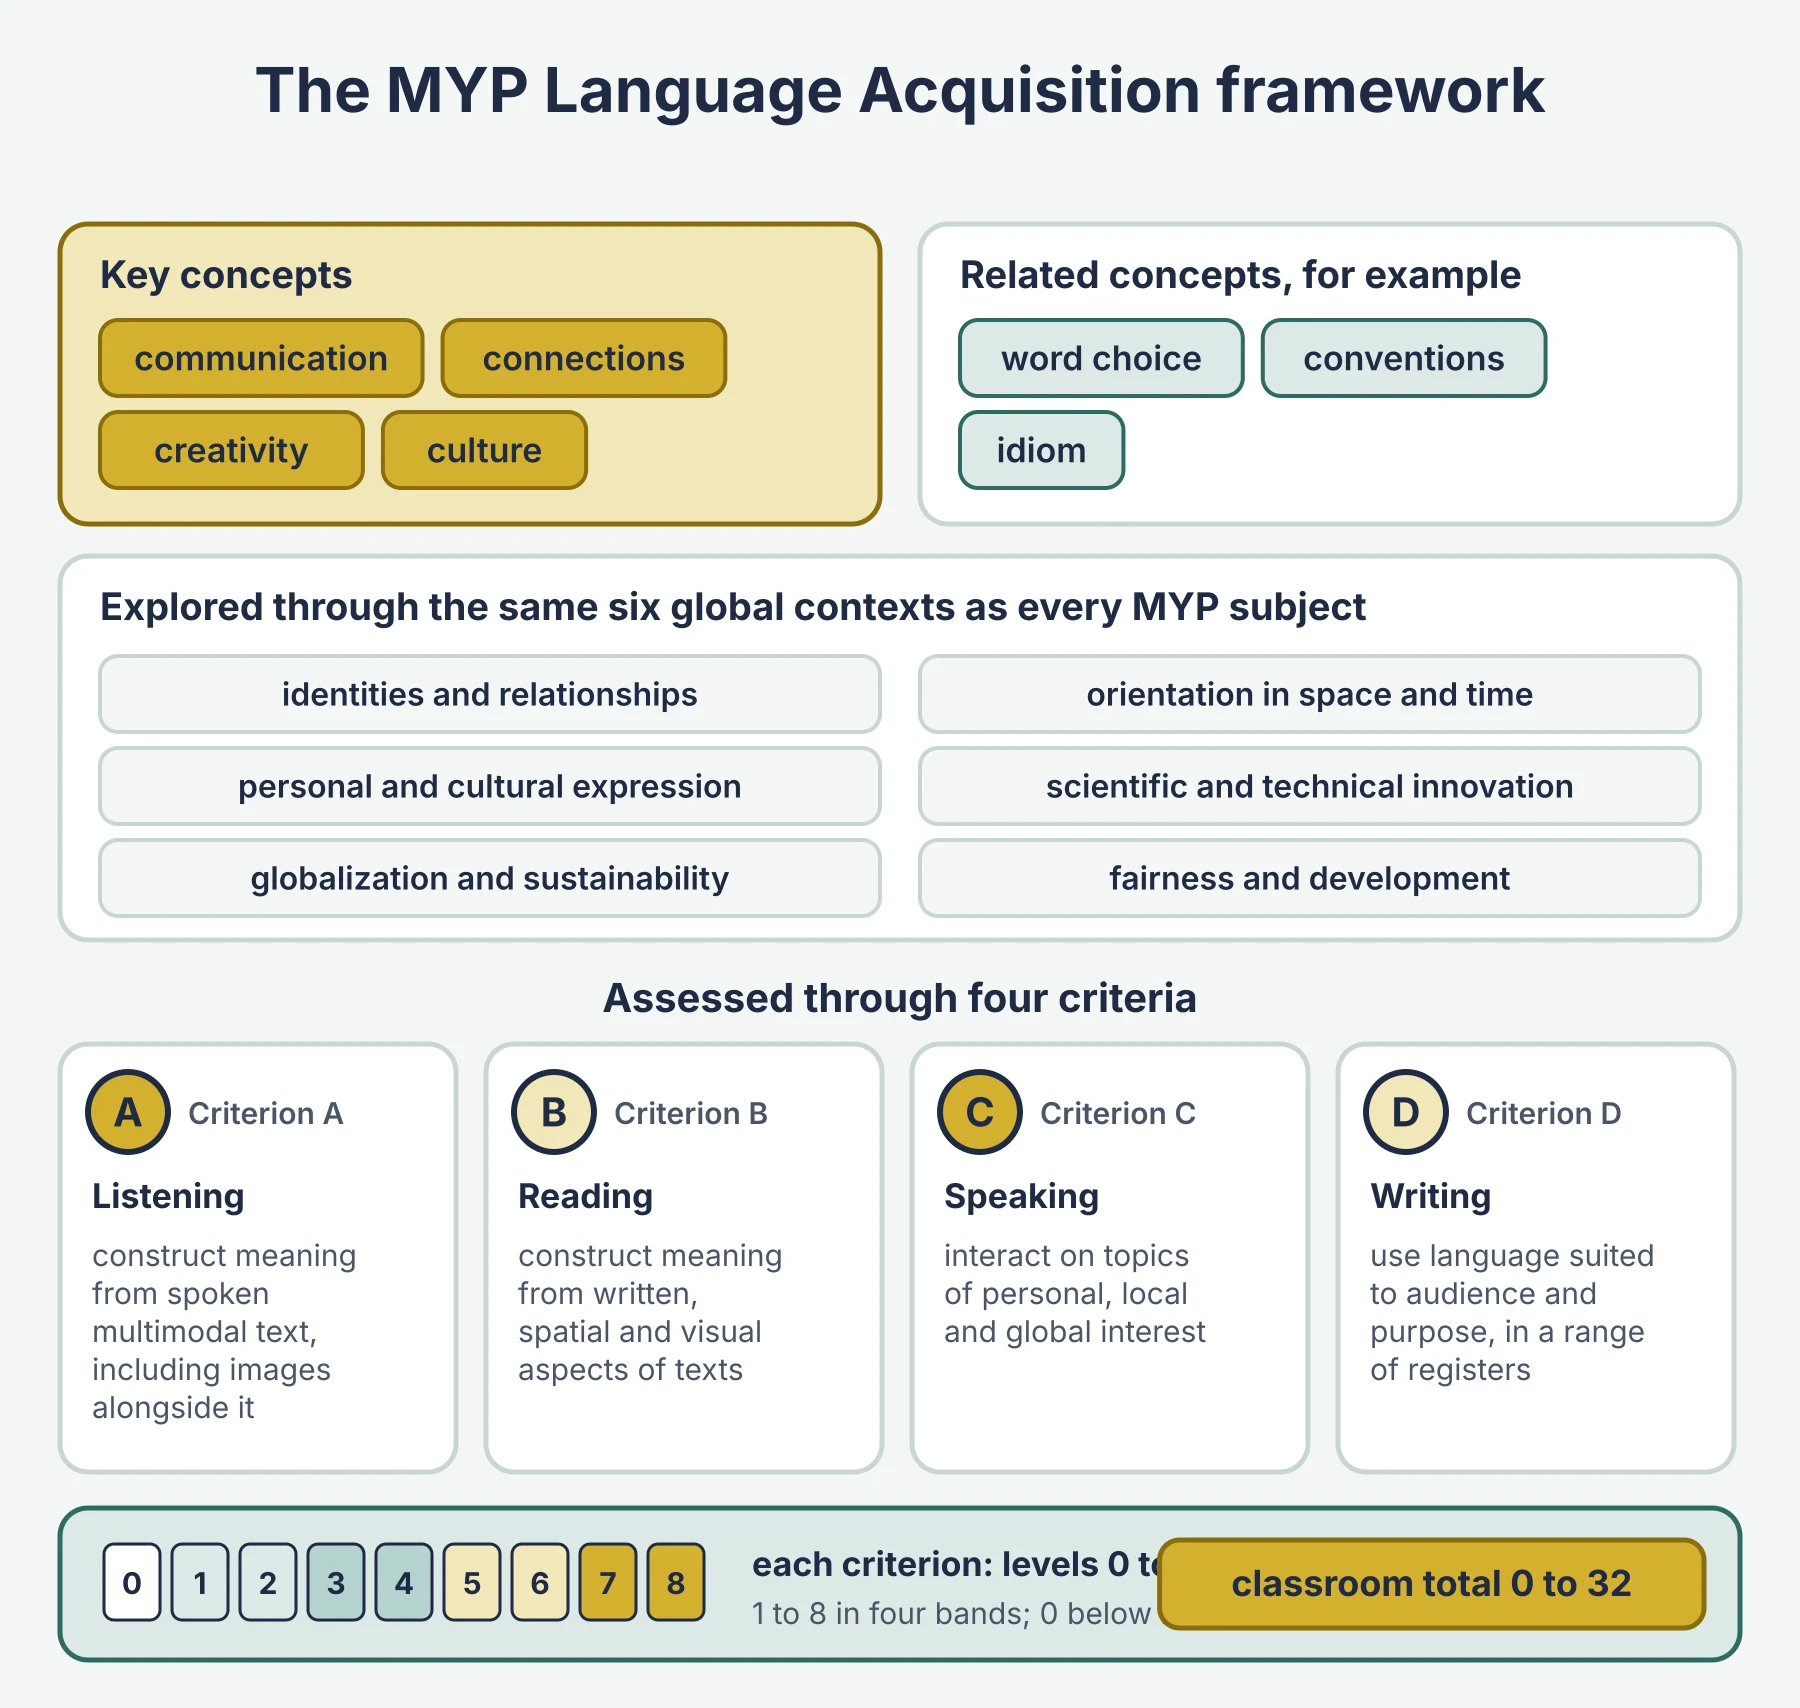 The MYP Language Acquisition framework
Key concepts
communication
connections
creativity
culture
Related concepts, for example
word choice
conventions
idiom
Explored through the same six global contexts as every MYP subject
identities and relationships
orientation in space and time
personal and cultural expression
scientific and technical innovation
globalization and sustainability
fairness and development
Assessed through four criteria
A
Criterion A
Listening
construct meaning
from spoken
multimodal text,
including images
alongside it
B
Criterion B
Reading
construct meaning
from written,
spatial and visual
aspects of texts
C
Criterion C
Speaking
interact on topics
of personal, local
and global interest
D
Criterion D
Writing
use language suited
to audience and
purpose, in a range
of registers
0 1 2 3 4 5 6 7 8
each criterion: levels 0
1 to 8 in four bands; 0 below
classroom total 0 to 32